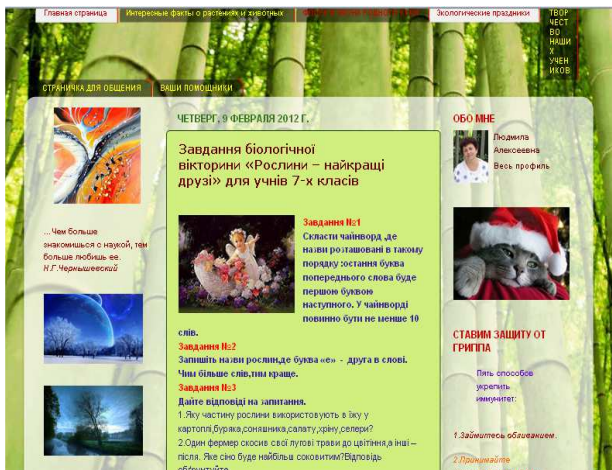 Главная страница
Интересные факты о растениях и животных
Экологические праздники
ТВОР
ЧЕСТ
ВО
НАШИ
Х
УЧЕН
ИКОВ
СТРАНИЧКА ДЛЯ ОБЩЕНИЯ
ВАШИ ПОМОЩНИКИ
...Чем больше
знакомишься с наукой, тем
больше любишь ее.
Н.Г.Чернышевский
ЧЕТВЕРГ, 9 ФЕВРАЛЯ 2012 Г.
Завдання біологічної
вікторини «Рослини – найкращі
друзі» для учнів 7-х класів
Завдання №1
Скласти чайнворд ,де
назви розташовані в такому
порядку :остання буква
попереднього слова буде
першою буквою
наступного. У чайнворді
повинно бути не менше 10
слів.
Завдання №2
Запишіть назви рослин,де буква «е» - друга в слові.
Чим більше слів,тим краще.
Завдання №3
Дайте відповіді на запитання.
1.Яку частину рослини використовують в їжу у
картоплі,буряка,соняшника,салату,хріну,селери?
2.Один фермер скосив свої лугові трави до цвітіння,а інші –
після. Яке сіно буде найбільш соковитим?Відповідь
обґрунтуйте.
ОБО МНЕ
Людмила
Алексеевна
Весь профиль
СТАВИМ ЗАЩИТУ ОТ
ГРИППА
Пять способов
укрепить
иммунитет:
1.Займитесь обливанием.
2.Принимайте